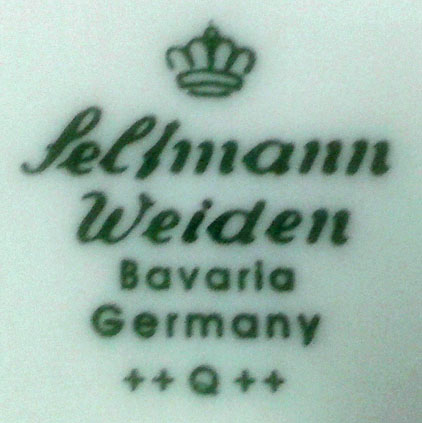 Seltmann
Weiden
Bavaria
Germany
++Q++